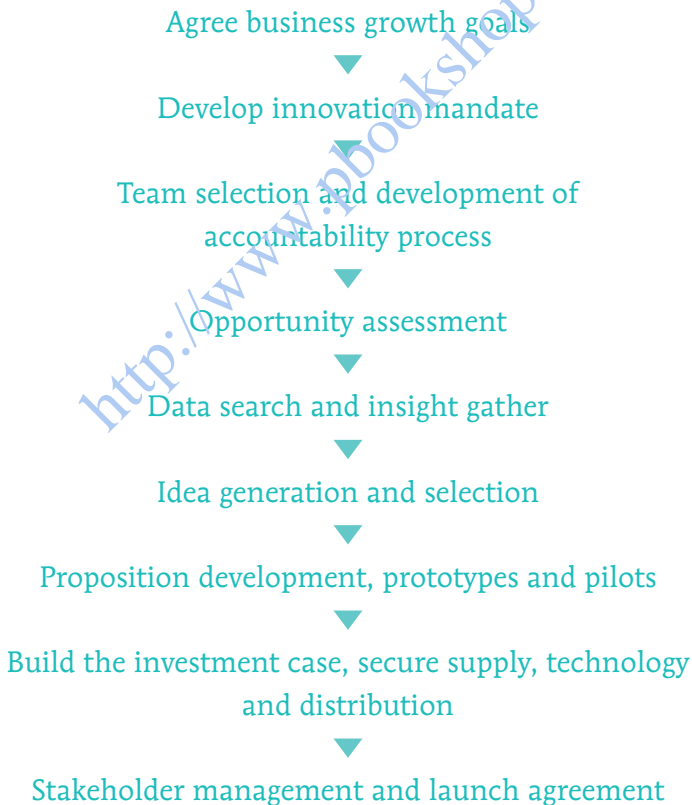 Agree business growth goals
Develop innovation mandate
Team selection and development of
accountability process
Opportunity assessment
Data search and insight gather
Idea generation and selection
Proposition development, prototypes and pilots
Build the investment case, secure supply, technology
and distribution
Stakeholder management and launch agreement
http://www.pbookshop